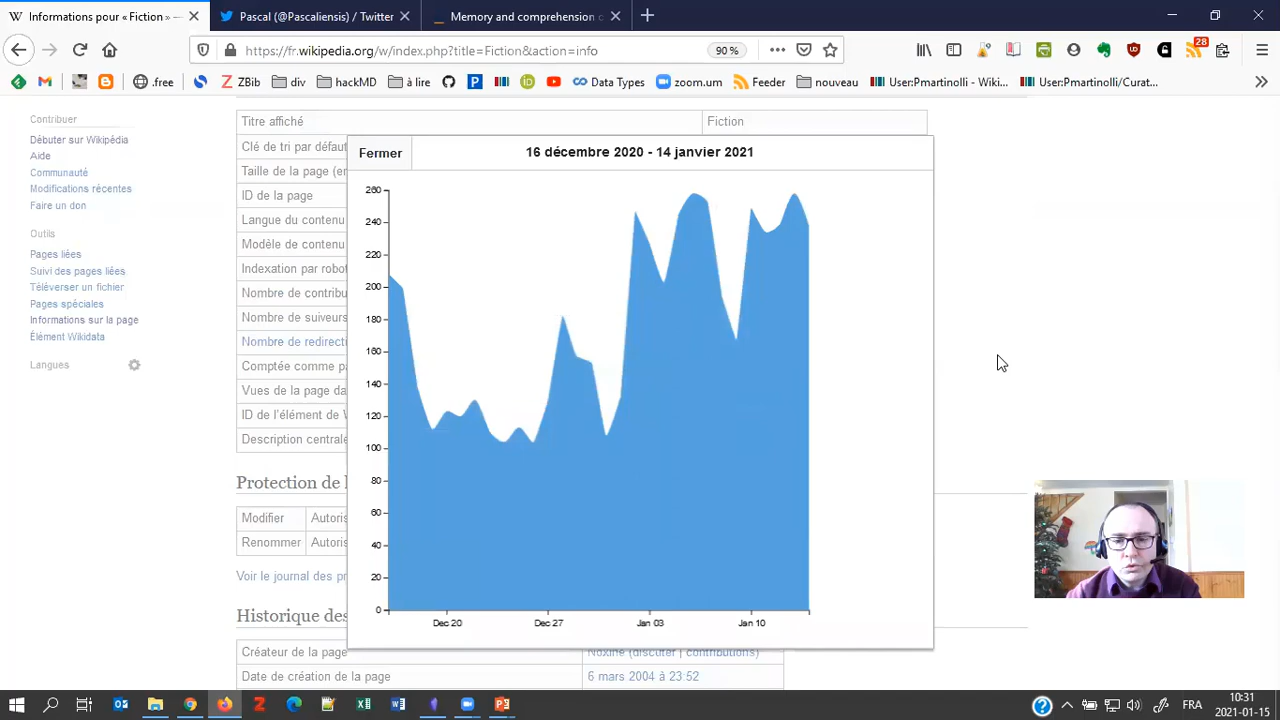 Informations pour « Fiction » —
Pascal (@Pascaliensis) / Twitter
Memory and comprehension c
https://fr.wikipedia.org/w/index.php?title=Fiction&action=info
90 %
28
.free
ZBib
div
hackMD
à lire
Data Types
zoom.um
Feeder
nouveau
User:Pmartinolli - Wiki...
User:Pmartinolli/Curat...
Contribuer
Débuter sur Wikipédia
Aide
Communauté
Modifications récentes
Faire un don
Outils
Pages liées
Suivi des pages liées
Téléverser un fichier
Pages spéciales
Informations sur la page
Élément Wikidata
Langues
Titre affiché
Fiction
Clé de tri par défau
Taille de la page (e
ID de la page
Langue du contenu
Modèle de contenu
Indexation par robot
Nombre de contribu
Nombre de suiveurs
Nombre de redirect
Comptée comme pa
Vues de la page da
ID de l'élément de W
Description centrale
Protection de l
Modifier
Autoris
Renommer
Autoris
Voir le journal des pr
Historique des
Créateur de la page
Noxine (discuter | contributions)
Date de création de la page
6 mars 2004 à 23:52
Fermer
16 décembre 2020 - 14 janvier 2021
260
240
220
200
180
160
140
120
100
80
60
40
20
0
Dec 20
Dec 27
Jan 03
Jan 10
FRA
10:31
2021-01-15